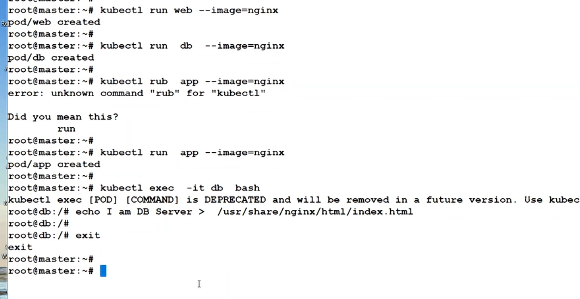 root@master:~# kubectl run web --image=nginx
pod/web created
root@master:~#
root@master:~# kubectl run  db  --image=nginx
pod/db created
root@master:~#
root@master:~# kubectl rub  app --image=nginx
error: unknown command "rub" for "kubectl"

Did you mean this?
        run
root@master:~#
root@master:~# kubectl run  app --image=nginx
pod/app created
root@master:~#
root@master:~# kubectl exec  -it db  bash
kubectl exec [POD] [COMMAND] is DEPRECATED and will be removed in a future version. Use kubec
root@db:/# echo I am DB Server >  /usr/share/nginx/html/index.html
root@db:/#
root@db:/# exit
exit
root@master:~#
root@master:~#